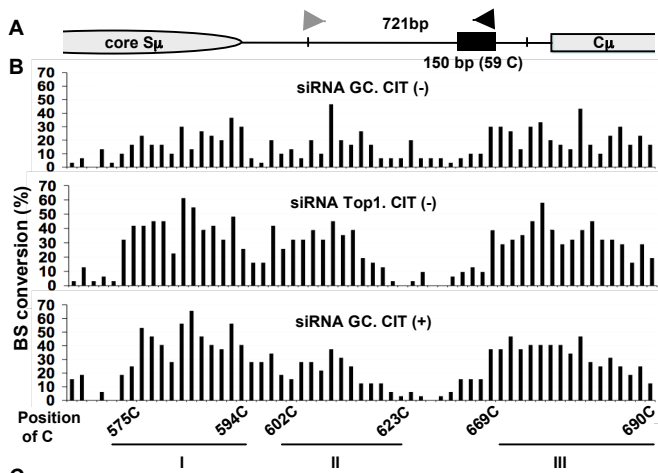 A
721bp
core Sµ
Cµ
150 bp (59 C)
B
BS conversion (%)
siRNA GC. CIT (-)
70
60
50
40
30
20
10
0
siRNA Top1. CIT (-)
70
60
50
40
30
20
10
0
siRNA GC. CIT (+)
70
60
50
40
30
20
10
0
Position
of C
575C
594C
602C
623C
669C
690C
I
II
III